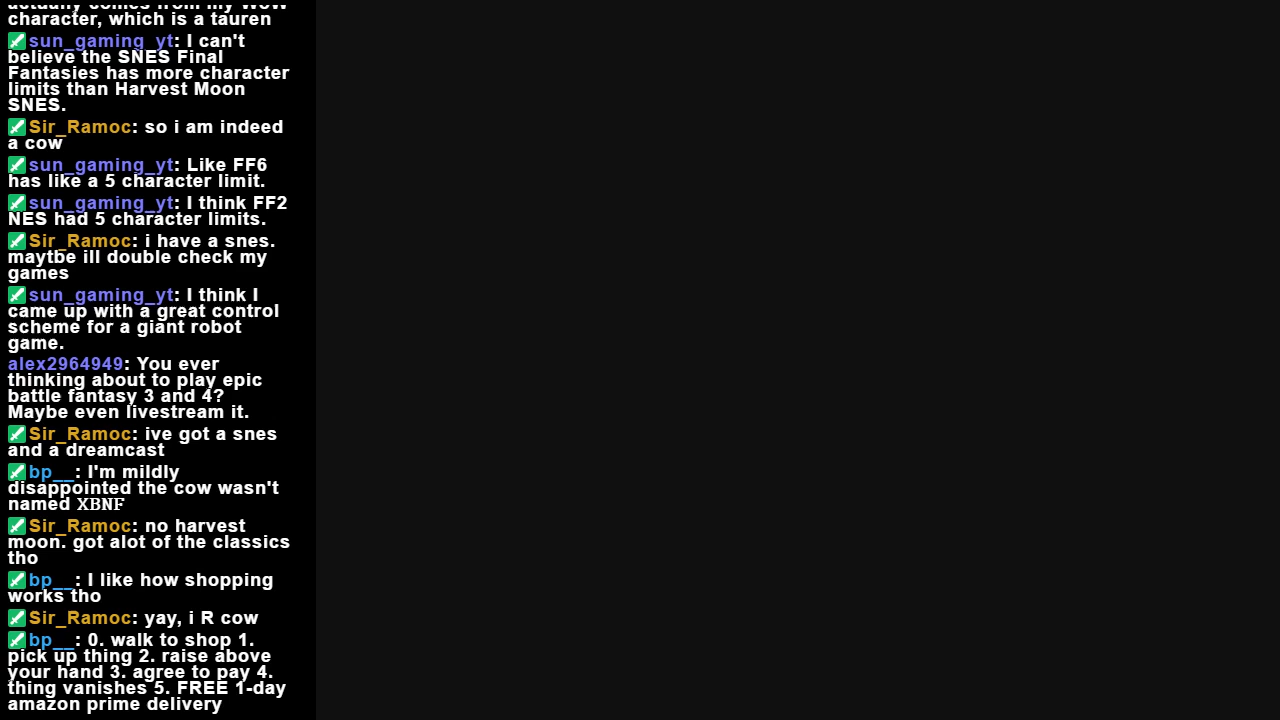 actually comes from my WoW
character, which is a tauren
sun_gaming_yt: I can't
believe the SNES Final
Fantasies has more character
limits than Harvest Moon
SNES.
Sir_Ramoc: so i am indeed
a cow
sun_gaming_yt: Like FF6
has like a 5 character limit.
sun_gaming_yt: I think FF2
NES had 5 character limits.
Sir_Ramoc: i have a snes.
maytbe ill double check my
games
sun_gaming_yt: I think I
came up with a great control
scheme for a giant robot
game.
alex2964949: You ever
thinking about to play epic
battle fantasy 3 and 4?
Maybe even livestream it.
Sir_Ramoc: ive got a snes
and a dreamcast
bp__: I'm mildly
disappointed the cow wasn't
named XBNF
Sir_Ramoc: no harvest
moon. got alot of the classics
tho
bp__: I like how shopping
works tho
Sir_Ramoc: yay, i R cow
bp__: 0. walk to shop 1.
pick up thing 2. raise above
your hand 3. agree to pay 4.
thing vanishes 5. FREE 1-day
amazon prime delivery